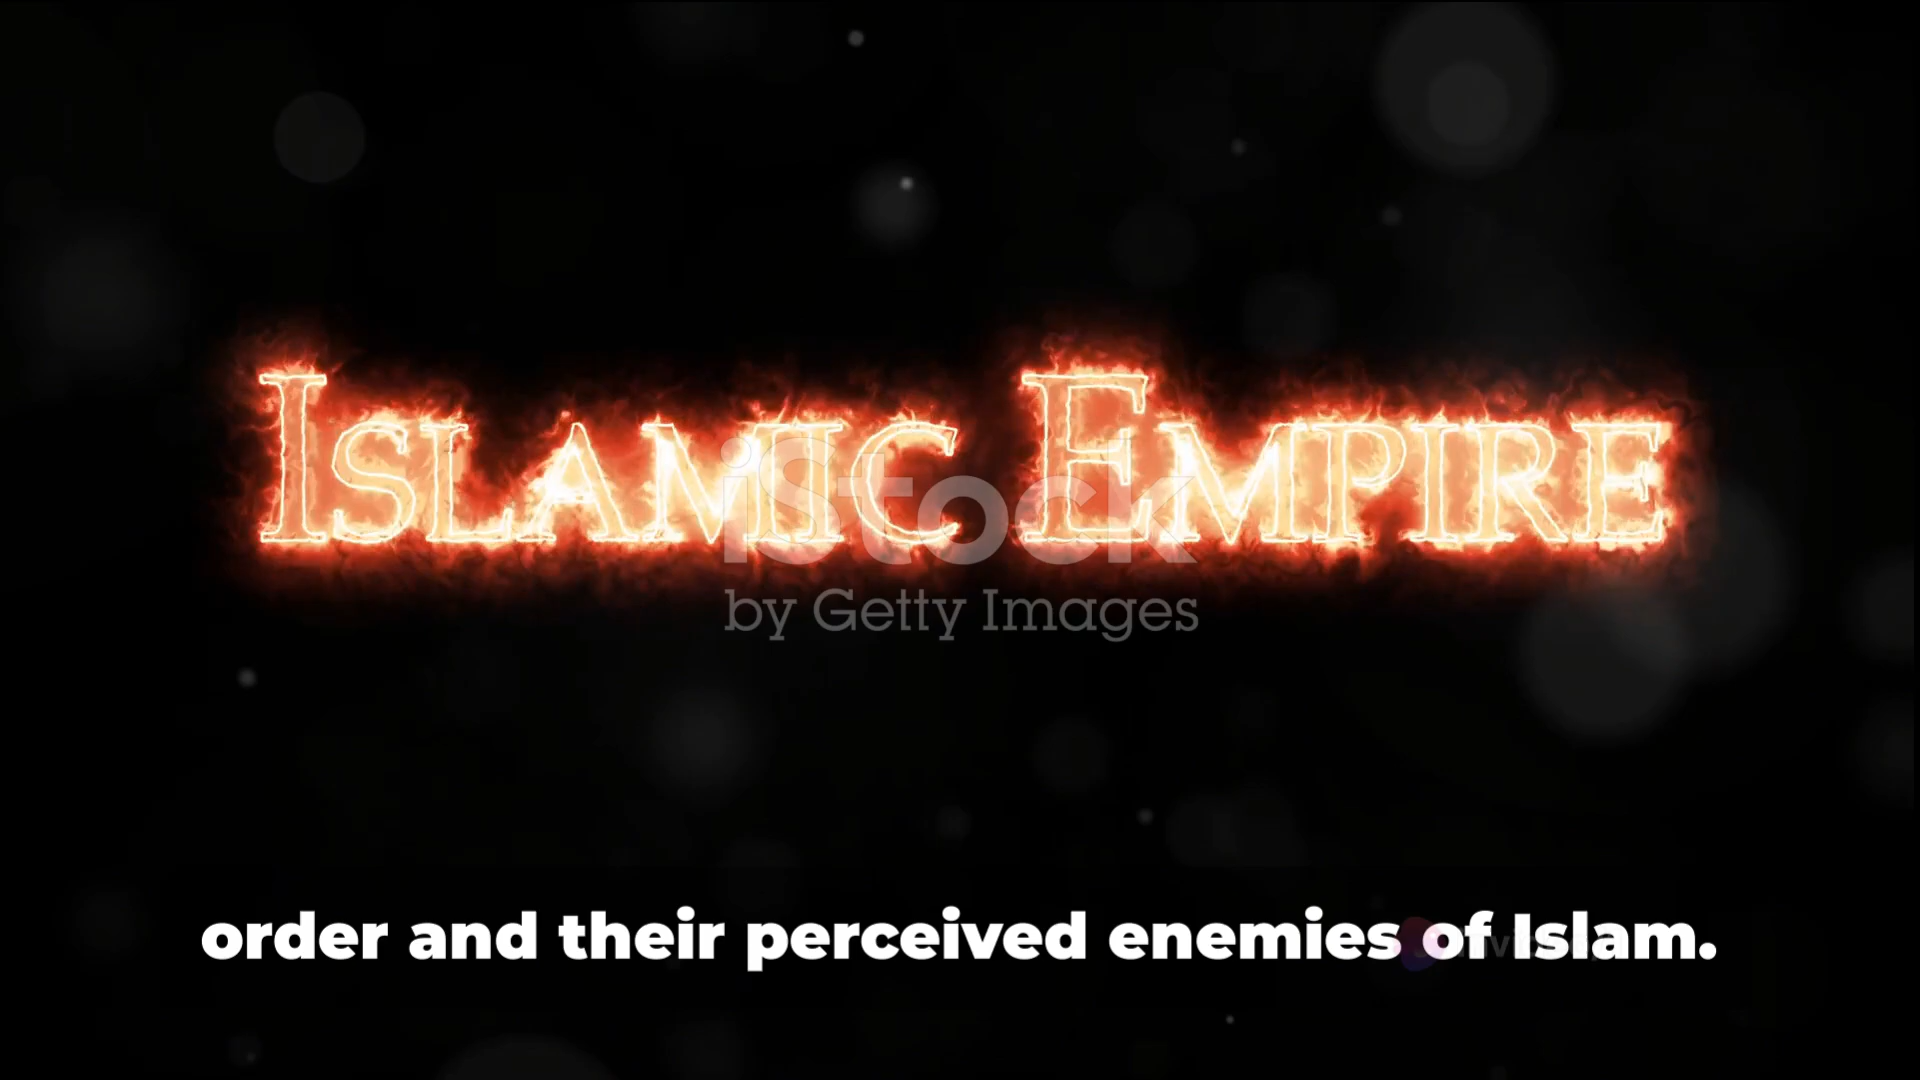 Islamic Empire
iStock
by Getty Images
order and their perceived enemies of Islam.